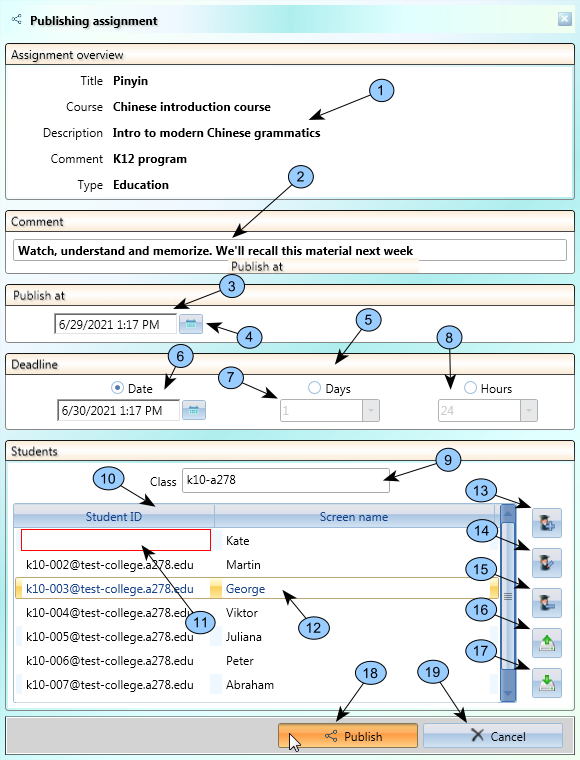 Publishing assignment
Assignment overview
1
Title Pinyin
Course Chinese introduction course
Description Intro to modern Chinese grammatics
Comment K12 program
Type Education
2
Comment
Watch, understand and memorize. We'll recall this material next week
Publish at
Publish at
3
6/29/2021 1:17 PM
4
5
6
7
8
Deadline
Date
Days
Hours
6/30/2021 1:17 PM
1
24
Students
9
Class k10-a278
10
Student ID Screen name
Kate
k10-002@test-college.a278.edu Martin
k10-003@test-college.a278.edu George
k10-004@test-college.a278.edu Viktor
k10-005@test-college.a278.edu Juliana
k10-006@test-college.a278.edu Peter
k10-007@test-college.a278.edu Abraham
11
12
13
14
15
16
17
18
19
Publish
Cancel